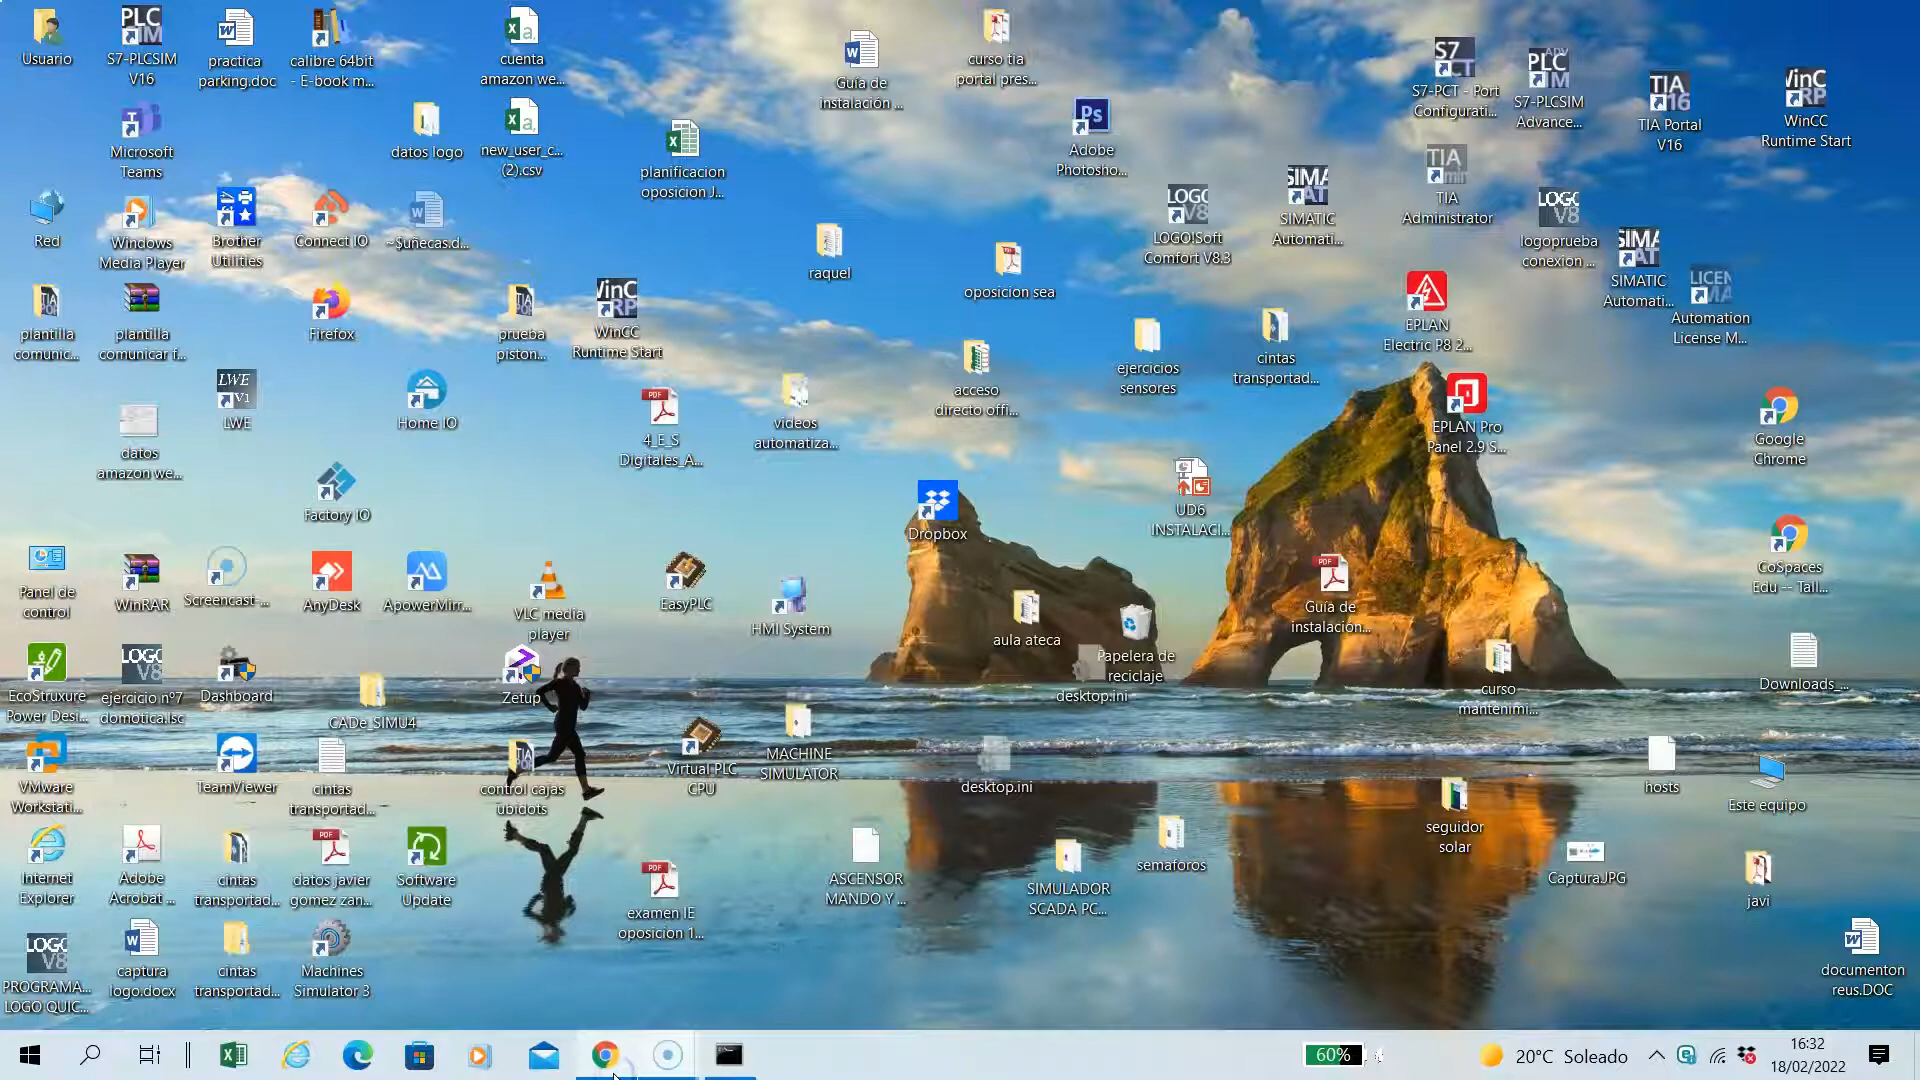 Usuario
S7-PLCSIM
V16
practica
parking.doc
calibre 64bit
- E-book m...
cuenta
amazon we...
Guía de
instalación ...
curso tia
portal pres...
S7-PCT - Port
Configurati...
S7-PLCSIM
Advance...
TIA Portal
V16
WinCC
Runtime Start
Microsoft
Teams
datos logo
new_user_c...
(2).csv
planificacion
oposicion J...
Adobe
Photosho...
TIA
Administrator
Red
Windows
Media Player
Brother
Utilities
Connect IO
~$uñecas.d...
raquel
oposicion sea
LOGO!Soft
Comfort V8.3
SIMATIC
Automati...
logoprueba
conexion ...
SIMATIC
Automati...
Automation
License M...
plantilla
comunic...
plantilla
comunicar f...
Firefox
prueba
piston...
WinCC
Runtime Start
acceso
directo offi...
ejercicios
sensores
cintas
transportad...
EPLAN
Electric P8 2...
datos
amazon we...
LWE
Home IO
4_E_S
Digitales_A...
videos
automatiza...
EPLAN Pro
Panel 2.9 S...
Google
Chrome
Factory IO
Dropbox
UD6
INSTALACI...
CoSpaces
Edu -- Tall...
Panel de
control
WinRAR
Screencast-...
AnyDesk
ApowerMirr...
VLC media
player
EasyPLC
HMI System
aula ateca
Papelera de
reciclaje
desktop.ini
Guía de
instalacion...
EcoStruxure
Power Desi...
ejercicio nº7
domotica.lsc
Dashboard
CADe_SIMU4
Zetup
curso
mantenimi...
Downloads_...
VMware
Workstati...
TeamViewer
cintas
transportad...
control cajas
ubidots
Virtual PLC
CPU
MACHINE
SIMULATOR
desktop.ini
hosts
Este equipo
Internet
Explorer
Adobe
Acrobat ...
cintas
transportad...
datos javier
gomez zan...
Software
Update
examen IE
oposicion 1...
ASCENSOR
MANDO Y ...
SIMULADOR
SCADA PC...
semaforos
seguidor
solar
Captura.JPG
javi
PROGRAMA...
LOGO QUIC...
captura
logo.docx
cintas
transportad...
Machines
Simulator 3
documenton
reus.DOC
60%
20°C Soleado
16:32
18/02/2022